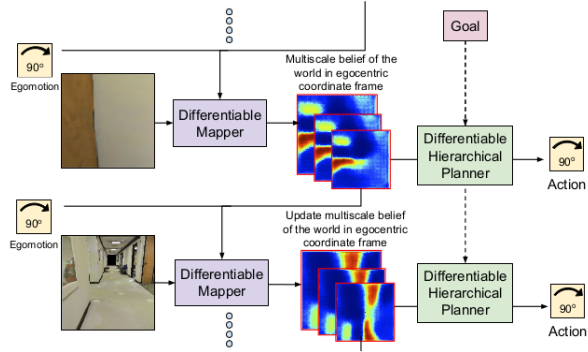 Goal
90°
Egomotion
Multiscale belief of the
world in egocentric
coordinate frame
Differentiable
Mapper
Differentiable
Hierarchical
Planner
90°
Action
90°
Egomotion
Update multiscale belief
of the world in egocentric
coordinate frame
Differentiable
Mapper
Differentiable
Hierarchical
Planner
90°
Action